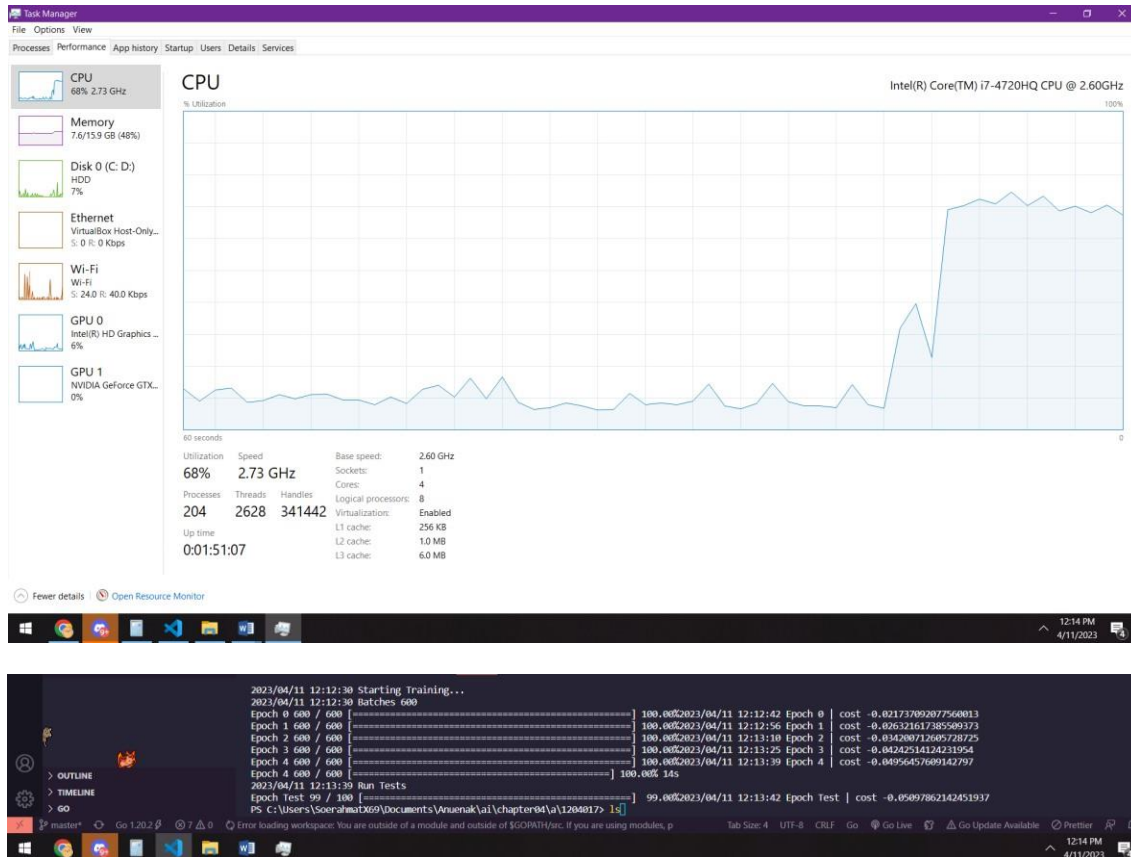 Task Manager
File Options View
Processes Performance App history Startup Users Details Services
CPU
68% 2.73 GHz
Memory
7.6/15.9 GB (48%)
Disk 0 (C: D:)
HDD
7%
Ethernet
VirtualBox Host-Only...
S: 0 R: 0 Kbps
Wi-Fi
Wi-Fi
S: 24.0 R: 40.0 Kbps
GPU 0
Intel(R) HD Graphics ...
6%
GPU 1
NVIDIA GeForce GTX...
0%
CPU
Intel(R) Core(TM) i7-4720HQ CPU @ 2.60GHz
% Utilization 100%
60 seconds 0
Utilization Speed
68% 2.73 GHz
Processes Threads Handles
204 2628 341442
Up time
0:01:51:07
Base speed: 2.60 GHz
Sockets: 1
Cores: 4
Logical processors: 8
Virtualization: Enabled
L1 cache: 256 KB
L2 cache: 1.0 MB
L3 cache: 6.0 MB
Fewer details Open Resource Monitor
12:14 PM
4/11/2023
4
2023/04/11 12:12:30 Starting Training...
2023/04/11 12:12:30 Batches 600
Epoch 0 600 / 600 [==================================================] 100.00%2023/04/11 12:12:42 Epoch 0 | cost -0.021737092077560013
Epoch 1 600 / 600 [==================================================] 100.00%2023/04/11 12:12:56 Epoch 1 | cost -0.026321617385509373
Epoch 2 600 / 600 [==================================================] 100.00%2023/04/11 12:13:10 Epoch 2 | cost -0.034200712605728725
Epoch 3 600 / 600 [==================================================] 100.00%2023/04/11 12:13:25 Epoch 3 | cost -0.04242514124231954
Epoch 4 600 / 600 [==================================================] 100.00%2023/04/11 12:13:39 Epoch 4 | cost -0.04956457609142797
Epoch 4 600 / 600 [==============================================] 100.00% 14s
2023/04/11 12:13:39 Run Tests
Epoch Test 99 / 100 [================================================] 99.00%2023/04/11 12:13:42 Epoch Test | cost -0.05097862142451937
PS C:\Users\SoerahmatX69\Documents\Anuenak\ai\chapter04\a\1204017> ls
OUTLINE
TIMELINE
GO
master* Go 1.20.2 7 0 Error loading workspace: You are outside of a module and outside of $GOPATH/src. If you are using modules, p Tab Size: 4 UTF-8 CRLF Go Go Live Go Update Available Prettier
12:14 PM
4/11/2023